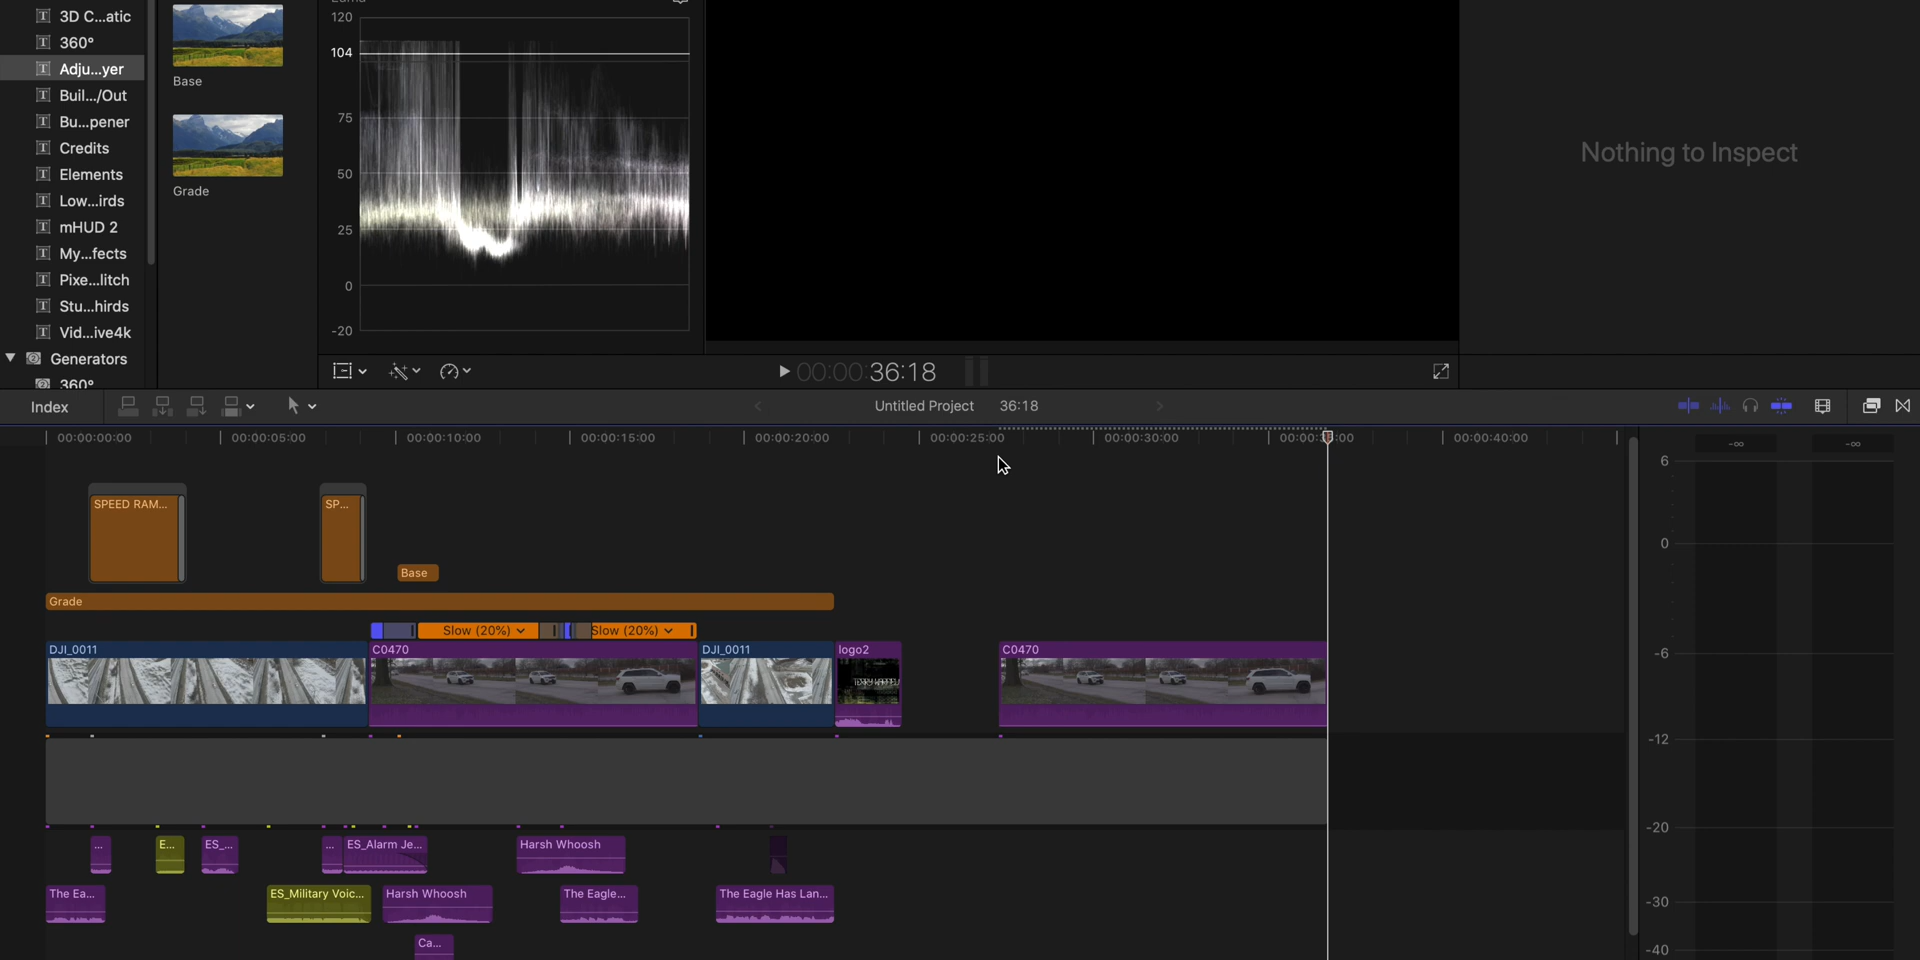 3D C...atic
360°
Adju...yer
Buil.../Out
Bu...pener
Credits
Elements
Low...irds
mHUD 2
My...fects
Pixe...litch
Stu...hirds
Vid...ive4k
Generators
360°
Base
Grade
Luma
120
104
75
50
25
0
-20
Nothing to Inspect
00:00:36:18
Index
Untitled Project 36:18
00:00:00:00 00:00:05:00 00:00:10:00 00:00:15:00 00:00:20:00 00:00:25:00 00:00:30:00 00:00:35:00 00:00:40:00
SPEED RAM... SP...
Base
Grade
Slow (20%) Slow (20%)
DJI_0011 C0470 DJI_0011 logo2 C0470
... E... ES_... ... ES_Alarm Je... Harsh Whoosh
The Ea... ES_Military Voic... Harsh Whoosh The Eagle... The Eagle Has Lan...
Ca...
-∞ -∞
6
0
-6
-12
-20
-30
-40